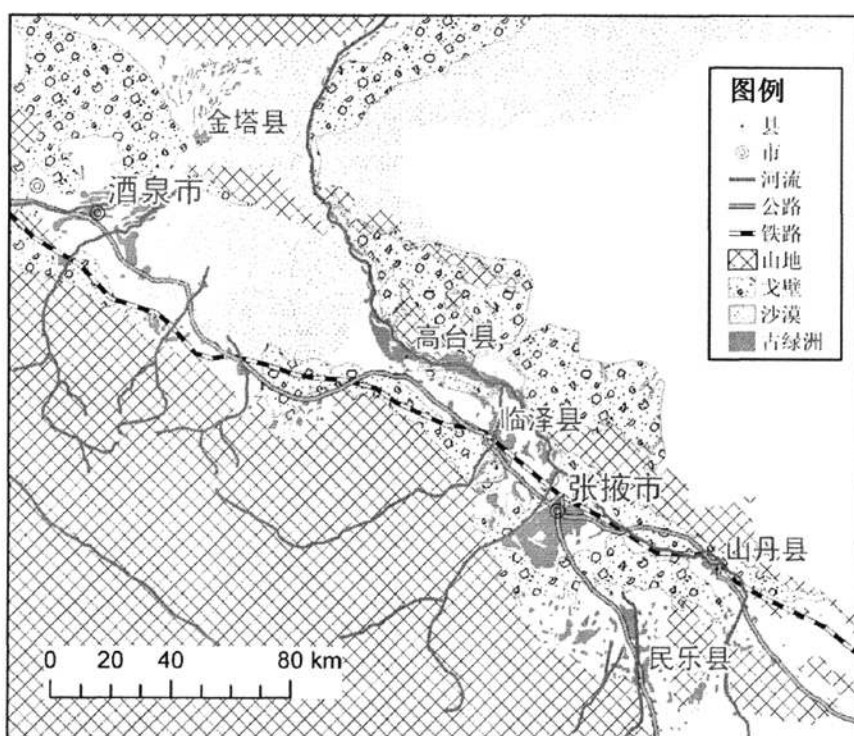 金塔县
酒泉市
高台县
临泽县
张掖市
山丹县
民乐县
图例
县
市
河流
公路
铁路
山地
戈壁
沙漠
古绿洲
0 20 40 80 km